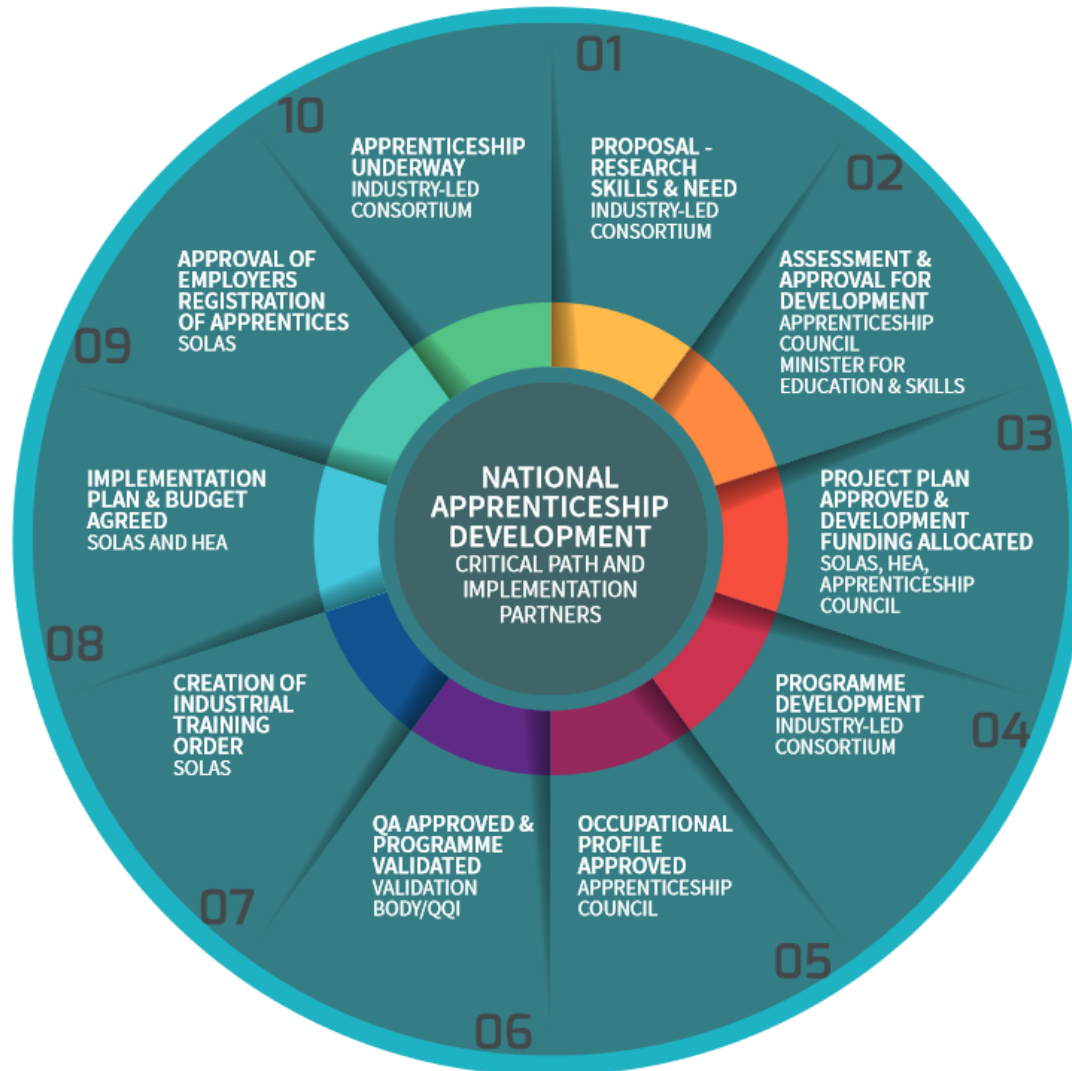 NATIONAL
APPRENTICESHIP
DEVELOPMENT
CRITICAL PATH AND
IMPLEMENTATION
PARTNERS
01
PROPOSAL -
RESEARCH
SKILLS & NEED
INDUSTRY-LED
CONSORTIUM
02
ASSESSMENT &
APPROVAL FOR
DEVELOPMENT
APPRENTICESHIP
COUNCIL
MINISTER FOR
EDUCATION & SKILLS
03
PROJECT PLAN
APPROVED &
DEVELOPMENT
FUNDING ALLOCATED
SOLAS, HEA,
APPRENTICESHIP
COUNCIL
04
PROGRAMME
DEVELOPMENT
INDUSTRY-LED
CONSORTIUM
05
OCCUPATIONAL
PROFILE
APPROVED
APPRENTICESHIP
COUNCIL
06
QA APPROVED &
PROGRAMME
VALIDATED
VALIDATION
BODY/QQI
07
CREATION OF
INDUSTRIAL
TRAINING
ORDER
SOLAS
08
IMPLEMENTATION
PLAN & BUDGET
AGREED
SOLAS AND HEA
09
APPROVAL OF
EMPLOYERS
REGISTRATION
OF APPRENTICES
SOLAS
10
APPRENTICESHIP
UNDERWAY
INDUSTRY-LED
CONSORTIUM